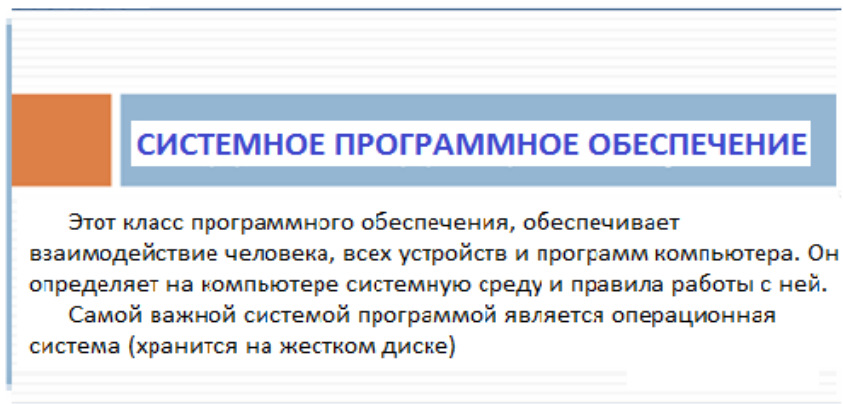 СИСТЕМНОЕ ПРОГРАММНОЕ ОБЕСПЕЧЕНИЕ
Этот класс программного обеспечения, обеспечивает
взаимодействие человека, всех устройств и программ компьютера. Он
определяет на компьютере системную среду и правила работы с ней.
Самой важной системой программой является операционная
система (хранится на жестком диске)